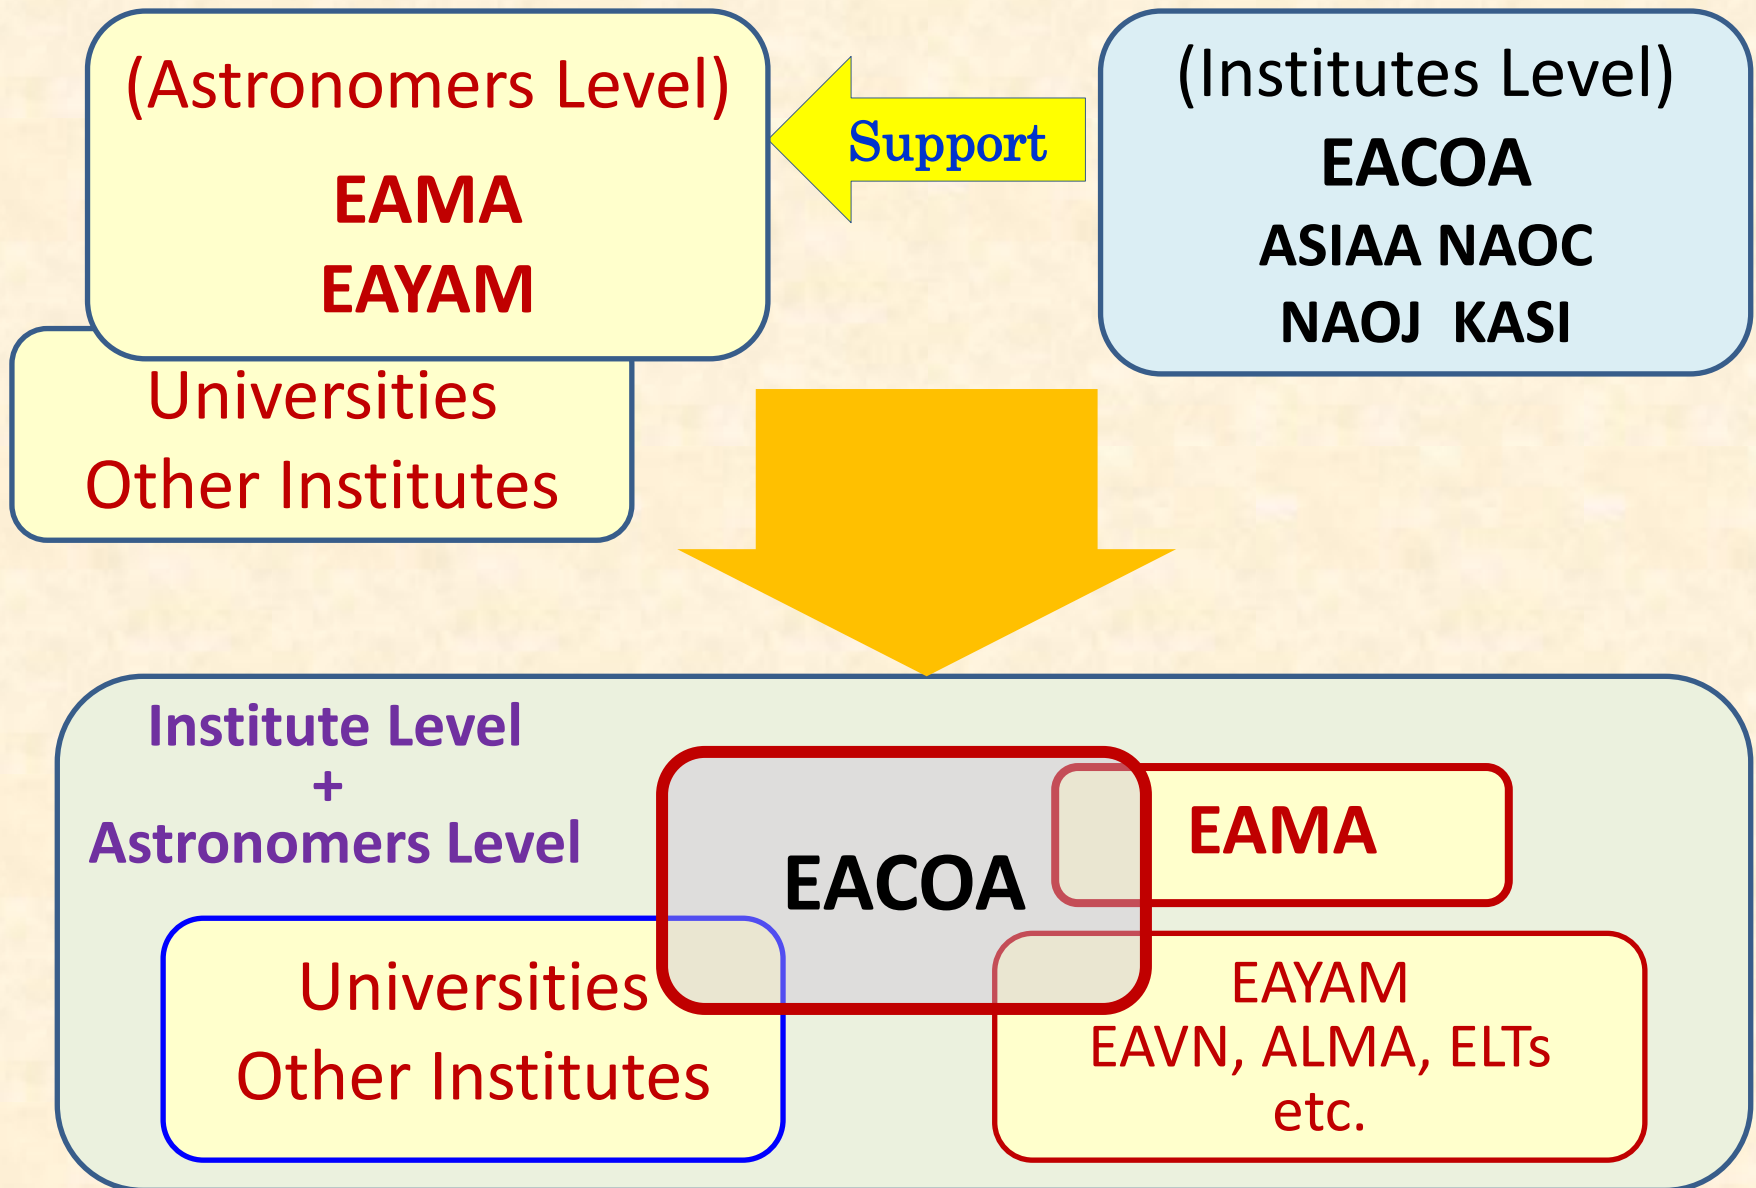 (Astronomers Level)
EAMA
EAYAM
Universities
Other Institutes
Support
(Institutes Level)
EACOA
ASIAA NAOC
NAOJ KASI
Institute Level
+
Astronomers Level
EACOA
EAMA
Universities
Other Institutes
EAYAM
EAVN, ALMA, ELTs
etc.